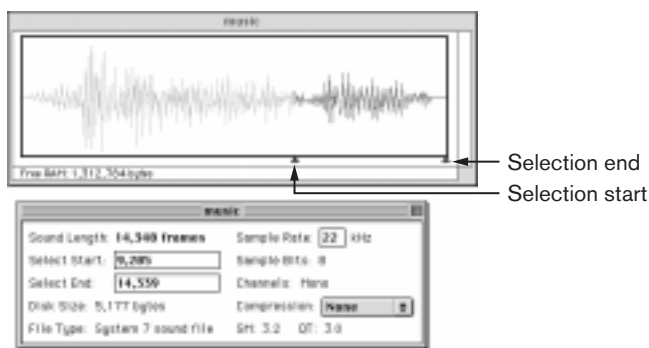 music
Free RAM: 1,312,764 bytes
Selection end
Selection start
music
Sound Length: 14,340 frames
Sample Rate: 22 kHz
Select Start: 9,205
Sample Bits: 8
Select End: 14,339
Channels: Mono
Disk Size: 5,177 bytes
Compression: None
File Type: System 7 sound file
SM: 3.2 QT: 3.0